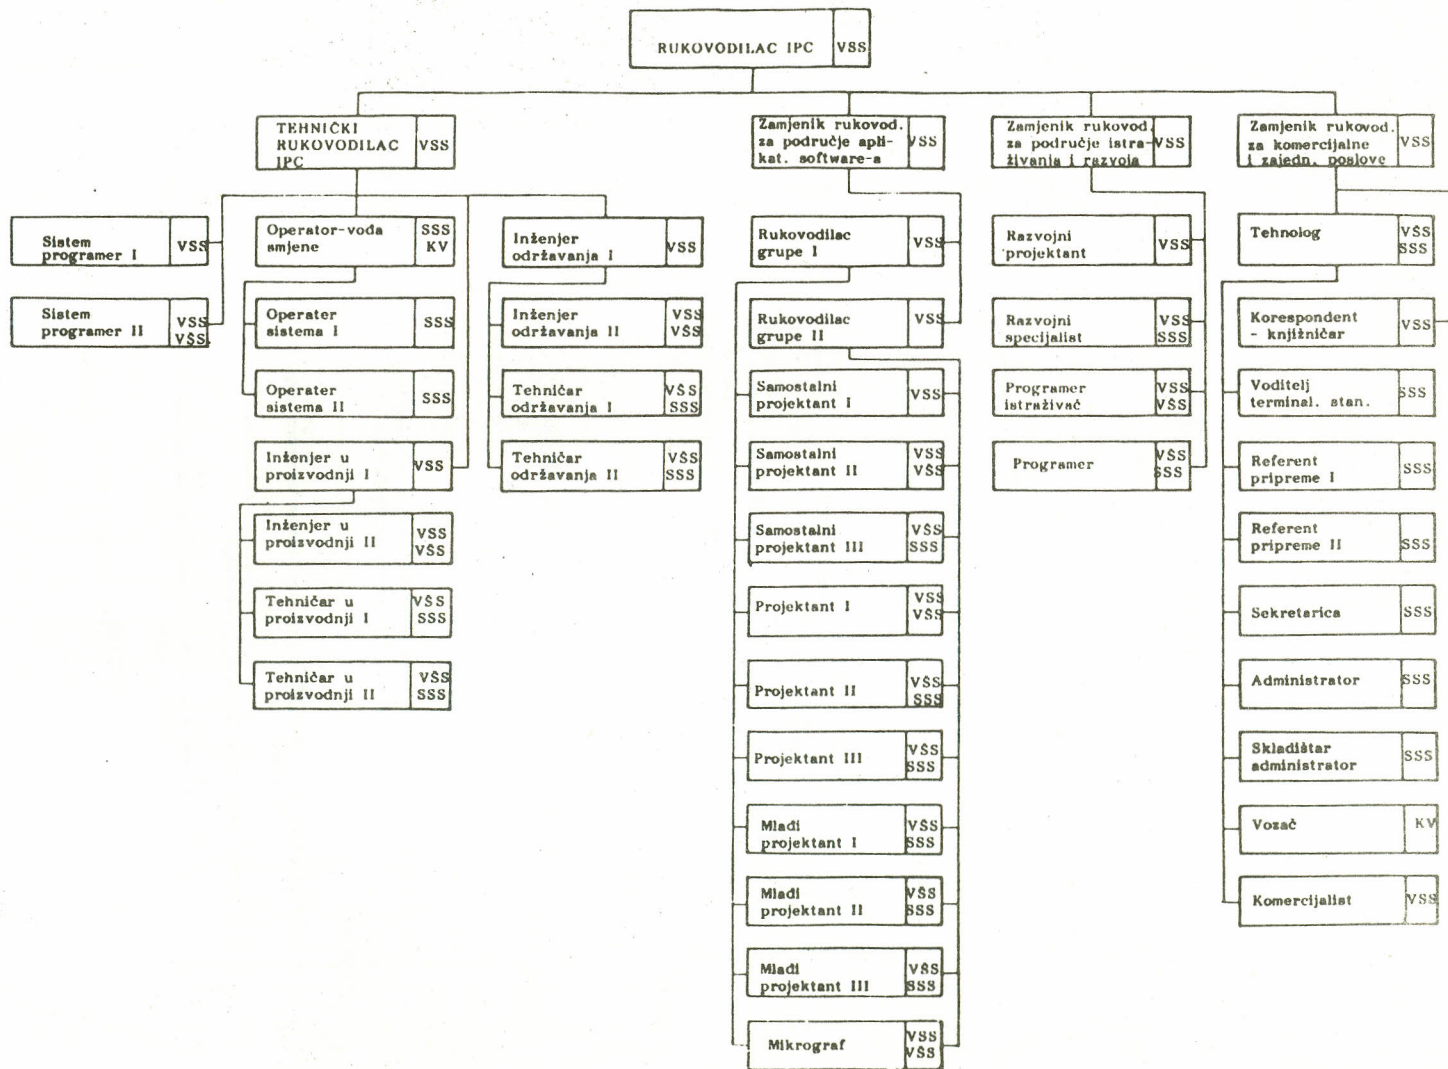 RUKOVODILAC IPC VSS
TEHNIČKI
RUKOVODILAC
IPC
VSS
Zamjenik rukovod.
za područje apli-
kat. software-a
VSS
Zamjenik rukovod.
za područje istra-
živanja i razvoja
VSS
Zamjenik rukovod.
za komercijalne
i zajedn. poslove
VSS
Sistem
programer I
VSS
Sistem
programer II
VSS
VŠS
Operator-vođa
smjene
SSS
KV
Operater
sistema I
SSS
Operater
sistema II
SSS
Inženjer u
proizvodnji I
VSS
Inženjer u
proizvodnji II
VSS
VŠS
Tehničar u
proizvodnji I
VŠS
SSS
Tehničar u
proizvodnji II
VŠS
SSS
Inženjer
održavanja I
VSS
Inženjer
održavanja II
VSS
VŠS
Tehničar
održavanja I
VŠS
SSS
Tehničar
održavanja II
VŠS
SSS
Rukovodilac
grupe I
VSS
Rukovodilac
grupe II
VSS
Samostalni
projektant I
VSS
Samostalni
projektant II
VSS
VŠS
Samostalni
projektant III
VŠS
SSS
Projektant I
VSS
VŠS
Projektant II
VŠS
SSS
Projektant III
VŠS
SSS
Mlađi
projektant I
VŠS
SSS
Mlađi
projektant II
VŠS
SSS
Mlađi
projektant III
VŠS
SSS
Mikrograf
VSS
VŠS
Razvojni
projektant
VSS
Razvojni
specijalist
VSS
SSS
Programer
istraživač
VSS
VŠS
Programer
VŠS
SSS
Tehnolog
VŠS
SSS
Korespondent
- knjižničar
VSS
Voditelj
terminal. stan.
SSS
Referent
pripreme I
SSS
Referent
pripreme II
SSS
Sekretarica
SSS
Administrator
SSS
Skladištar
administrator
SSS
Vozač
KV
Komercijalist
VSS